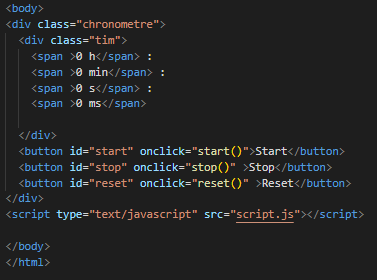 <body>
<div class="chronometre">
<div class="tim">
<span >0 h</span> :
<span >0 min</span> :
<span >0 s</span> :
<span >0 ms</span>
</div>
<button id="start" onclick="start()">Start</button>
<button id="stop" onclick="stop()" >Stop</button>
<button id="reset" onclick="reset()" >Reset</button>
</div>
<script type="text/javascript" src="script.js"></script>
</body>
</html>